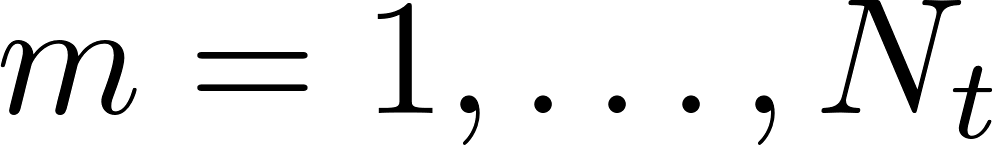 m = 1, . . . , N_t